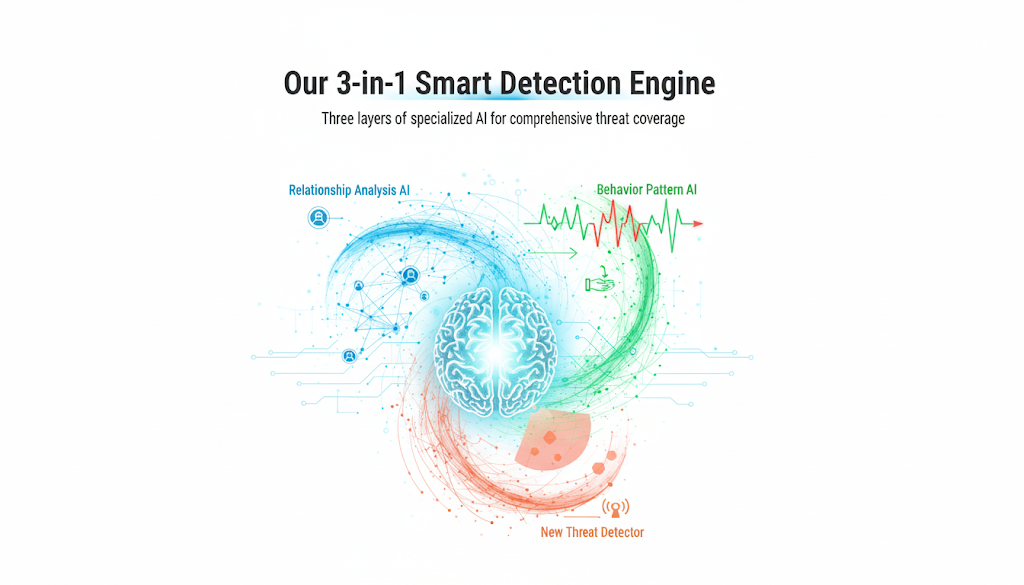 Our 3-in-1 Smart Detection Engine
Three layers of specialized AI for comprehensive threat coverage
Relationship Analysis AI
Behavior Pattern AI
New Threat Detector